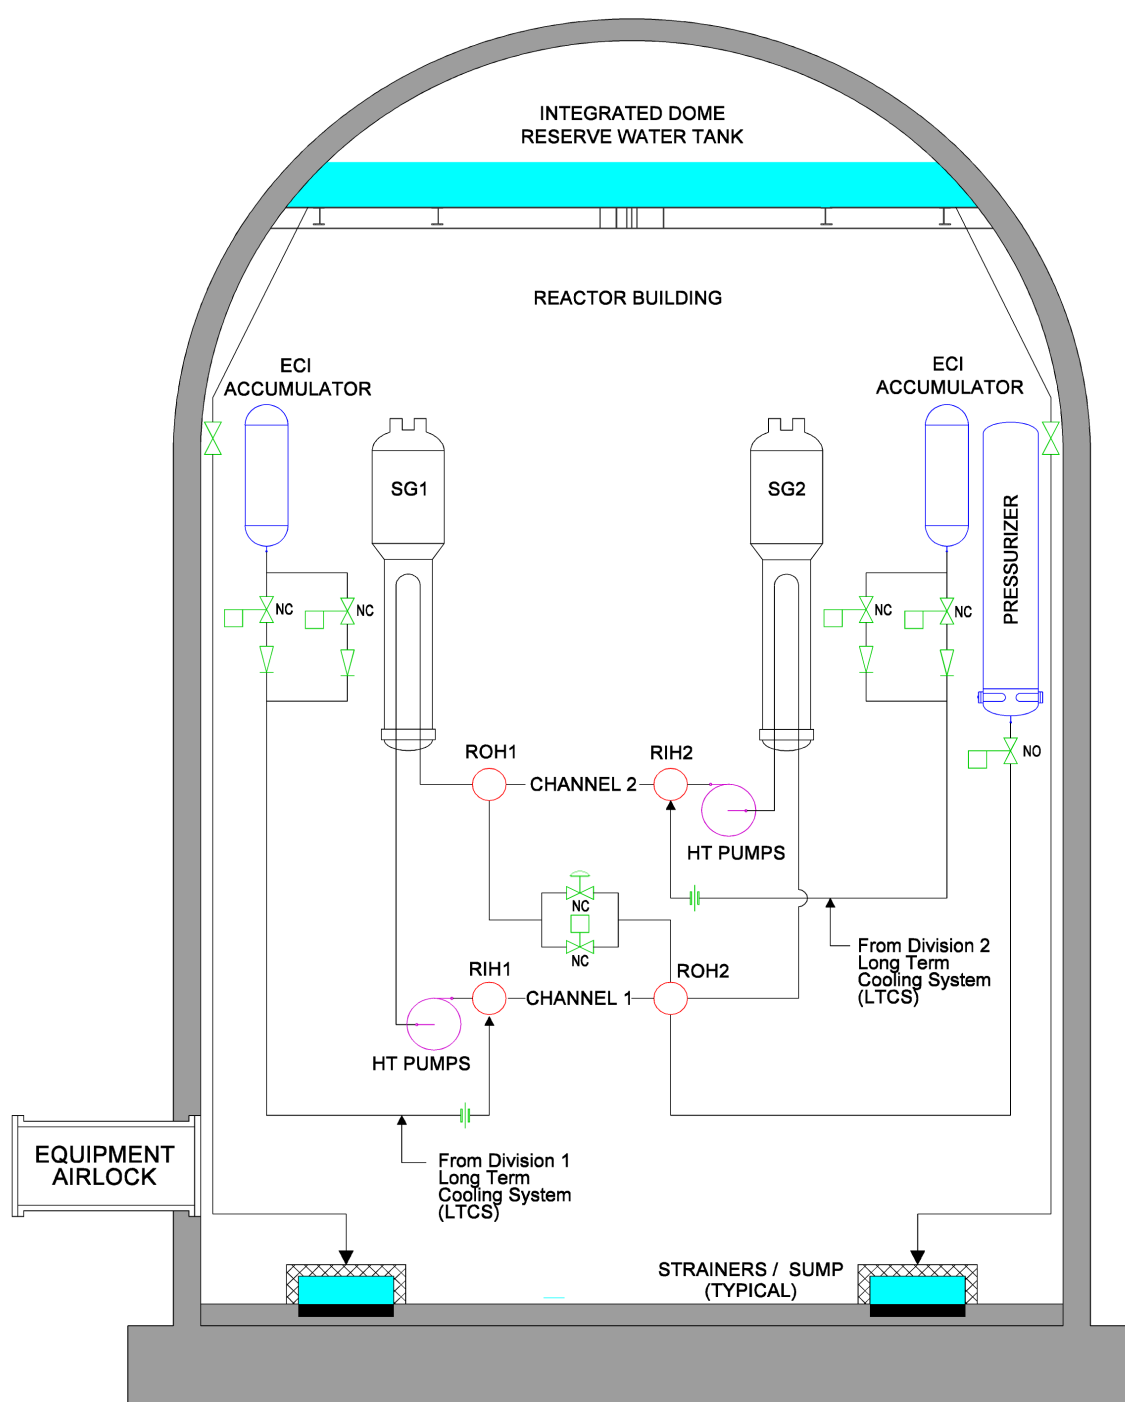 INTEGRATED DOME
RESERVE WATER TANK
REACTOR BUILDING
ECI
ACCUMULATOR
ECI
ACCUMULATOR
SG1
SG2
PRESSURIZER
NC
NC
NC
NC
NO
ROH1
CHANNEL 2
RIH2
HT PUMPS
NC
NC
From Division 2
Long Term
Cooling System
(LTCS)
RIH1
CHANNEL 1
ROH2
HT PUMPS
EQUIPMENT
AIRLOCK
From Division 1
Long Term
Cooling System
(LTCS)
STRAINERS / SUMP
(TYPICAL)